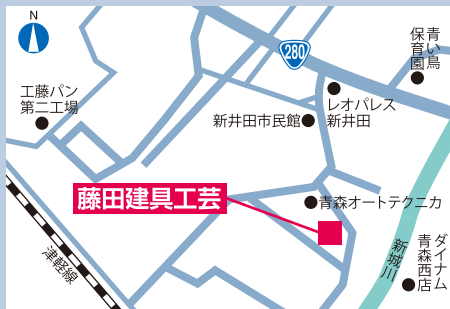 N
280
青い鳥
保育園
工藤パン
第二工場
レオパレス
新井田
新井田市民館
藤田建具工芸
青森オートテクニカ
津軽線
新城川
ダイナム
青森西店